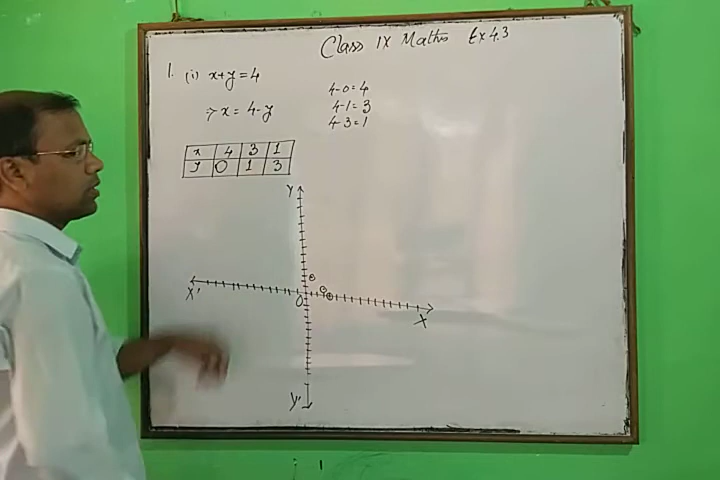 Class IX Maths Ex 4.3
1. (i) x+y=4
⇒ x = 4-y
4-0=4
4-1=3
4-3=1
x 4 3 1
y 0 1 3
Y
X' O X
Y'